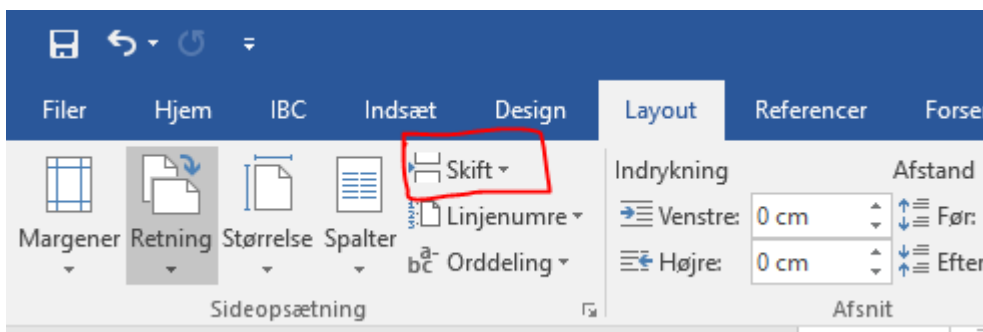 Filer Hjem IBC Indsæt Design Layout Referencer Forse
Skift
Linjenumre
Orddeling
Margener Retning Størrelse Spalter
Sideopsætning
Indrykning Afstand
Venstre: 0 cm Før:
Højre: 0 cm Efter
Afsnit